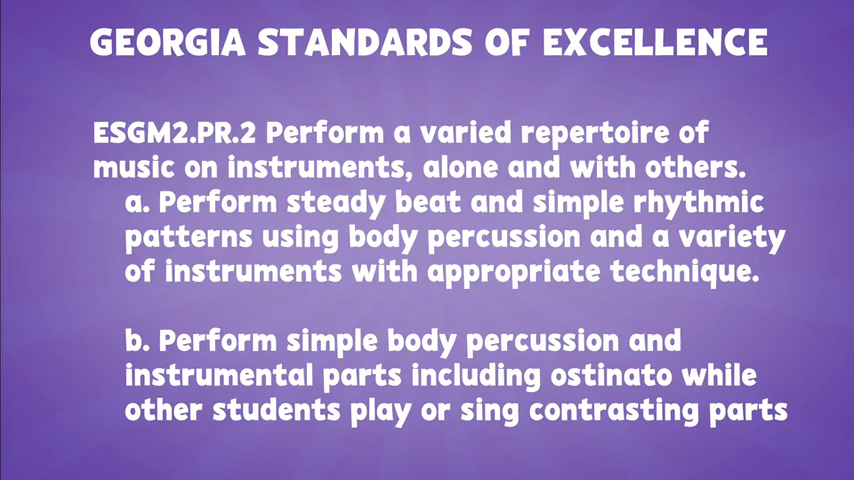 GEORGIA STANDARDS OF EXCELLENCE
ESGM2.PR.2 Perform a varied repertoire of
music on instruments, alone and with others.
a. Perform steady beat and simple rhythmic
patterns using body percussion and a variety
of instruments with appropriate technique.
b. Perform simple body percussion and
instrumental parts including ostinato while
other students play or sing contrasting parts